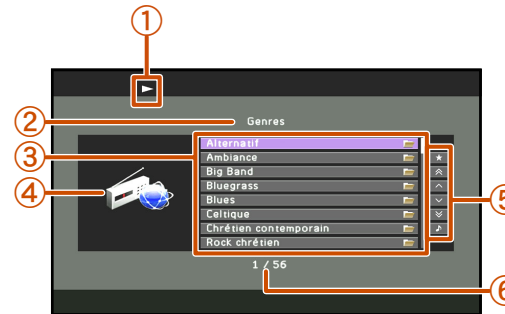 ①
② Genres
③ Alternatif
Ambiance
Big Band
④ Bluegrass
Blues
⑤
Celtique
Chrétien contemporain
Rock chrétien
1 / 56
⑥